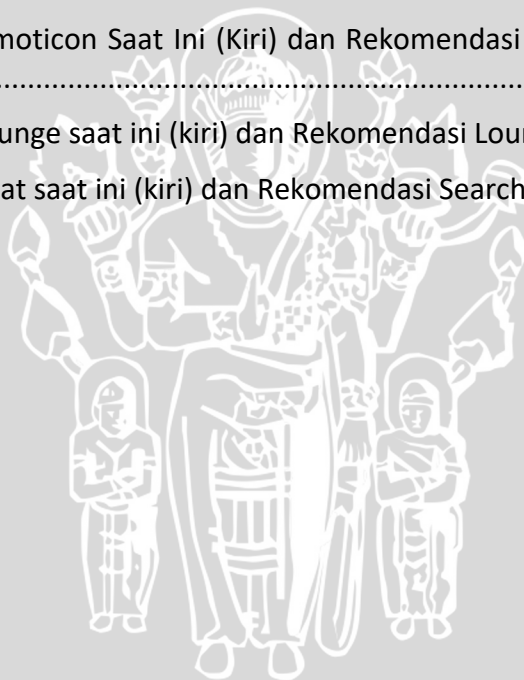 moticon Saat Ini (Kiri) dan Rekomendasi
................................................................................
unge saat ini (kiri) dan Rekomendasi Lour
at saat ini (kiri) dan Rekomendasi Search